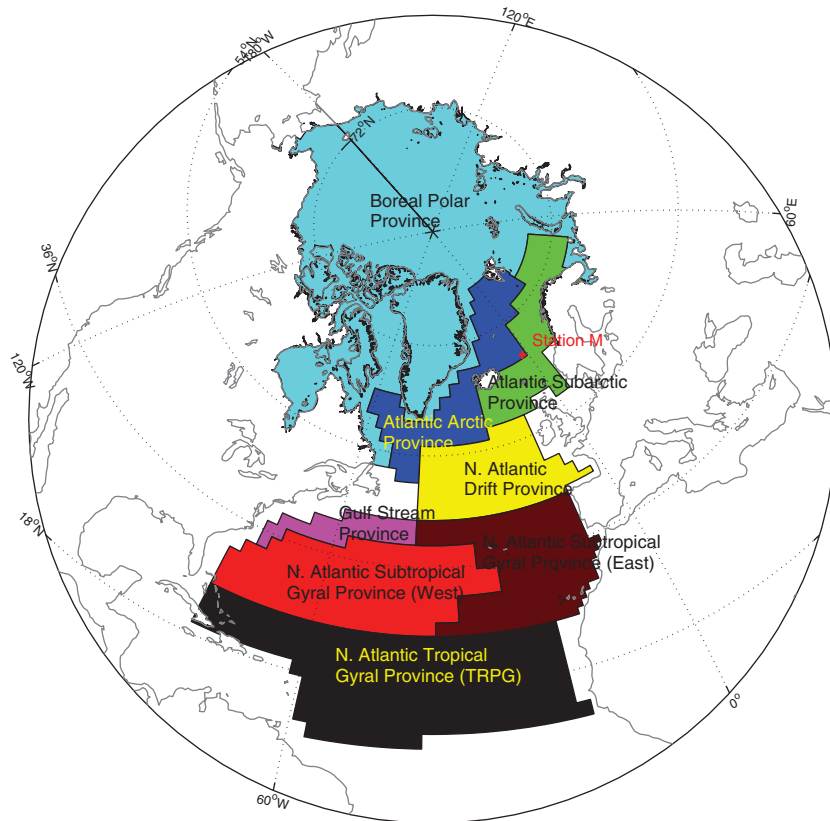 120°E
54°N
180°W
72°N
Boreal Polar
Province
60°E
36°N
Station M
120°W
Atlantic Subarctic
Province
Atlantic Arctic
Province
N. Atlantic
Drift Province
Gulf Stream
Province
18°N
N. Atlantic Subtropical
Gyral Province (East)
N. Atlantic Subtropical
Gyral Province (West)
N. Atlantic Tropical
Gyral Province (TRPG)
0°
60°W